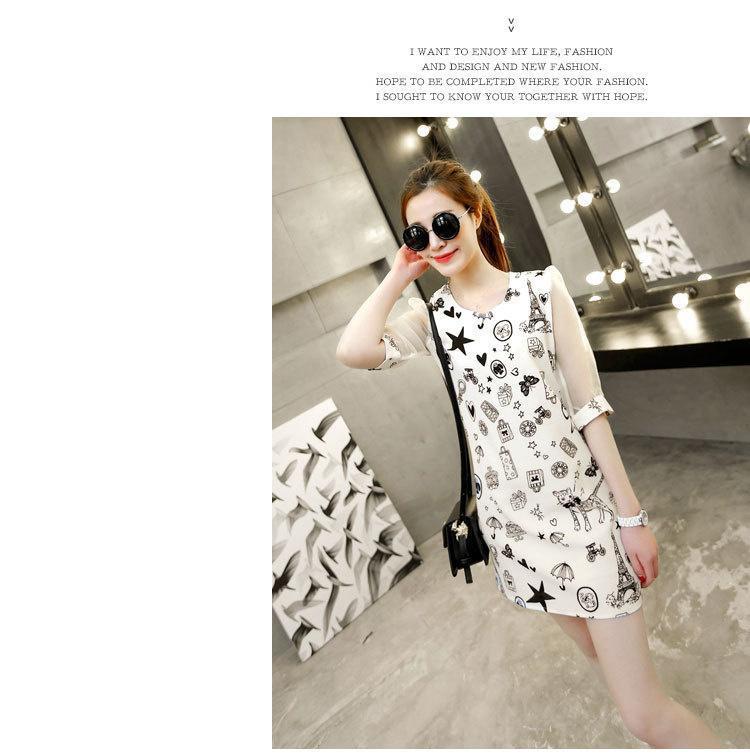 I WANT TO ENJOY MY LIFE, FASHION
AND DESIGN AND NEW FASHION.
HOPE TO BE COMPLETED WHERE YOUR FASHION.
I SOUGHT TO KNOW YOUR TOGETHER WITH HOPE.